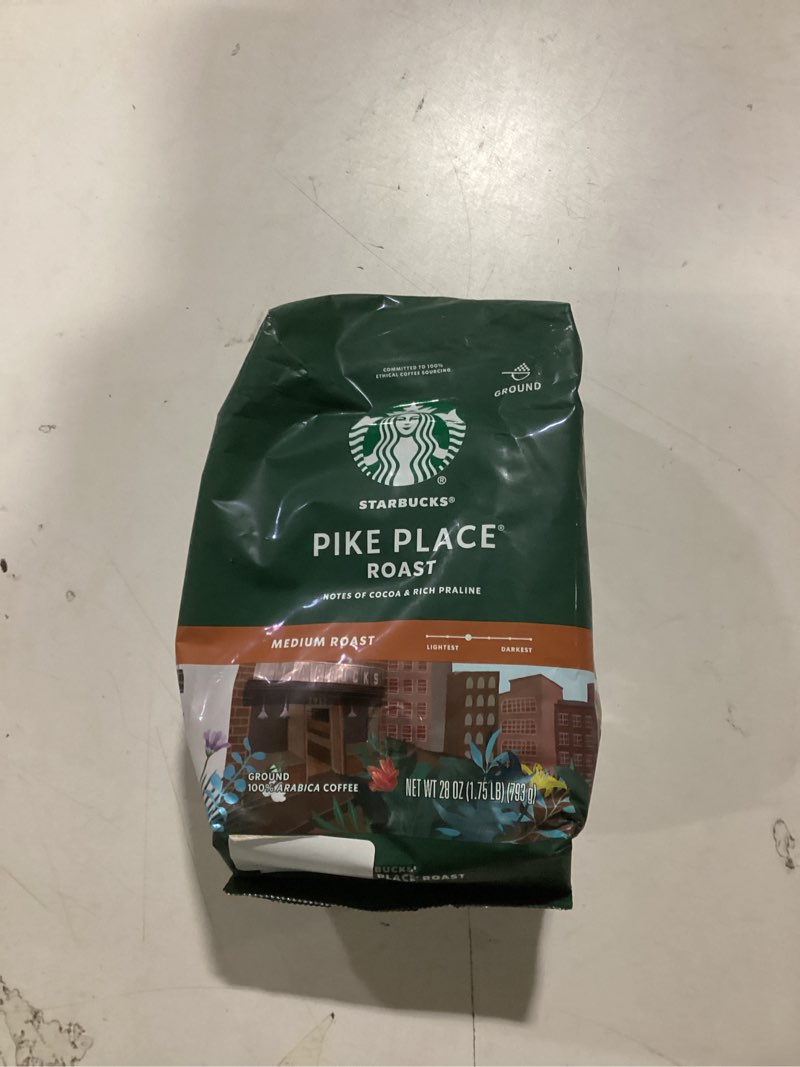 COMMITTED TO 100%
ETHICAL COFFEE SOURCING
GROUND
STARBUCKS®
PIKE PLACE®
ROAST
NOTES OF COCOA & RICH PRALINE
MEDIUM ROAST
LIGHTEST DARKEST
CKS
GROUND
100% ARABICA COFFEE
NET WT 28 OZ (1.75 LB) (793 g)
BUCKS®
PLACE® ROAST